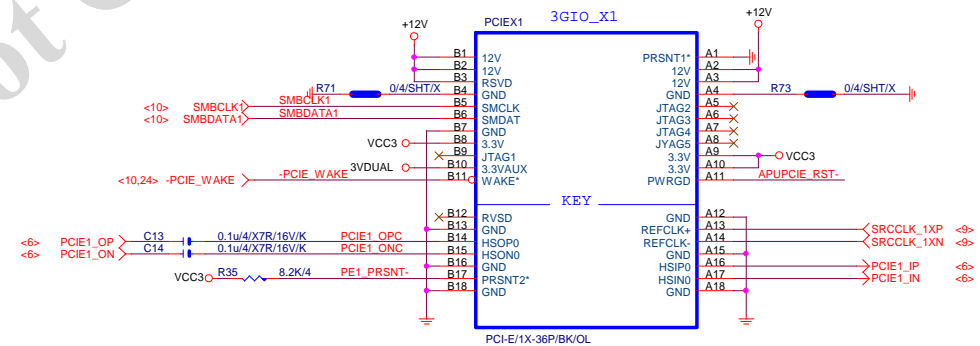 ot
3GIO_X1
+12V
PCIEX1
+12V
B1 12V PRSNT1* A1
B2 12V 12V A2
B3 RSVD 12V A3
R71 0/4/SHT/X B4 GND GND A4 R73 0/4/SHT/X
<10> SMBCLK1 SMBCLK1 B5 SMCLK JTAG2 A5
<10> SMBDATA1 SMBDATA1 B6 SMDAT JTAG3 A6
B7 GND JTAG4 A7
VCC3 B8 3.3V JYAG5 A8
B9 JTAG1 3.3V A9 VCC3
3VDUAL B10 3.3VAUX 3.3V A10
<10,24> -PCIE_WAKE -PCIE_WAKE B11 WAKE* PWRGD A11 APUPCIE_RST-
KEY
B12 RVSD GND A12
B13 GND REFCLK+ A13 SRCCLK_1XP <9>
<6> PCIE1_OP C13 0.1u/4/X7R/16V/K PCIE1_OPC B14 HSOP0 REFCLK- A14 SRCCLK_1XN <9>
<6> PCIE1_ON C14 0.1u/4/X7R/16V/K PCIE1_ONC B15 HSON0 GND A15
B16 GND HSIP0 A16 PCIE1_IP <6>
VCC3 R35 8.2K/4 PE1_PRSNT- B17 PRSNT2* HSIN0 A17 PCIE1_IN <6>
B18 GND GND A18
PCI-E/1X-36P/BK/OL